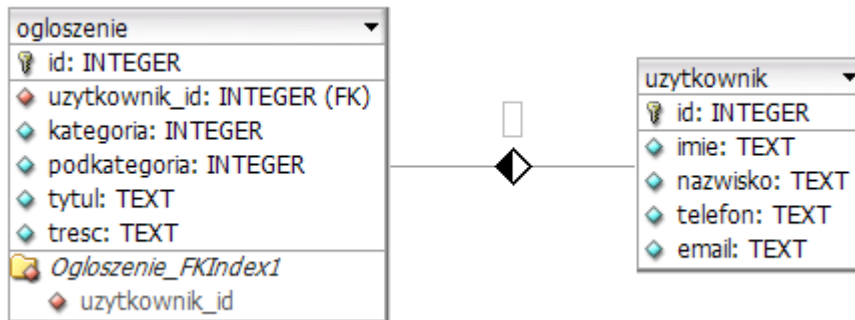 ogloszenie
id: INTEGER
uzytkownik_id: INTEGER (FK)
kategoria: INTEGER
podkategoria: INTEGER
tytul: TEXT
tresc: TEXT
Ogloszenie_FKIndex1
uzytkownik_id
uzytkownik
id: INTEGER
imie: TEXT
nazwisko: TEXT
telefon: TEXT
email: TEXT